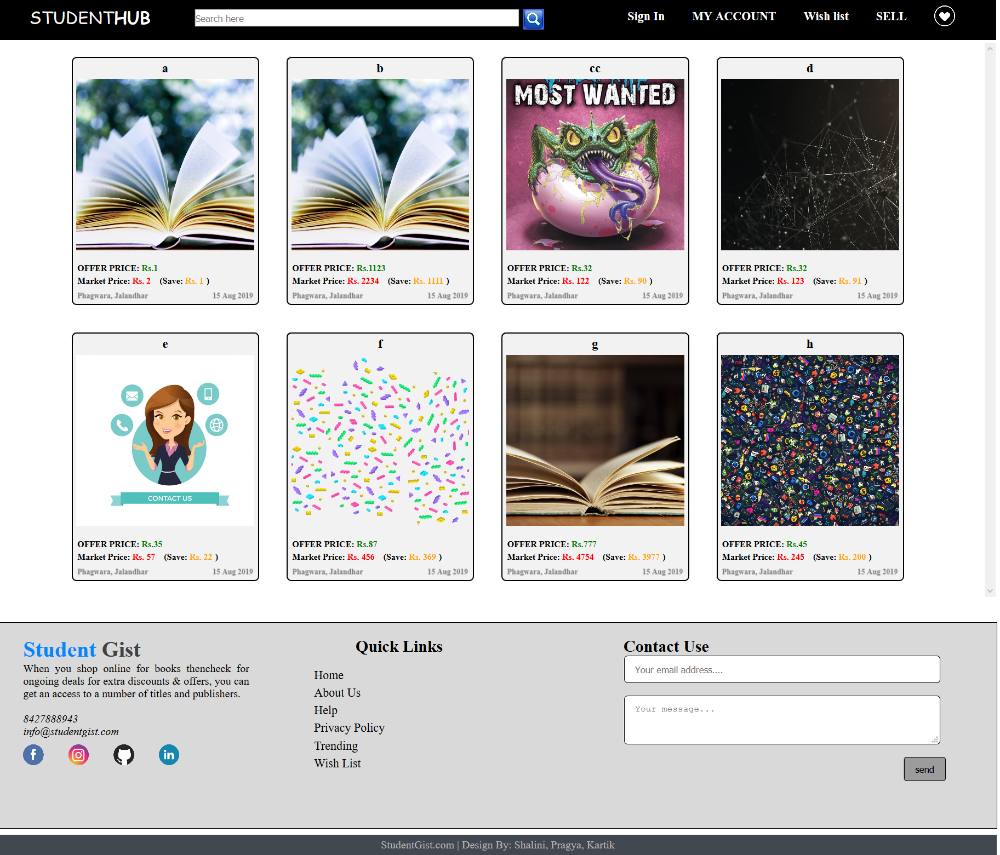 STUDENTHUB
Search here
Sign In MY ACCOUNT Wish list SELL
a
OFFER PRICE: Rs.1
Market Price: Rs. 2 (Save: Rs. 1 )
Phagwara, Jalandhar 15 Aug 2019
b
OFFER PRICE: Rs.1123
Market Price: Rs. 2234 (Save: Rs. 1111 )
Phagwara, Jalandhar 15 Aug 2019
cc
MOST WANTED
OFFER PRICE: Rs.32
Market Price: Rs. 122 (Save: Rs. 90 )
Phagwara, Jalandhar 15 Aug 2019
d
OFFER PRICE: Rs.32
Market Price: Rs. 123 (Save: Rs. 91 )
Phagwara, Jalandhar 15 Aug 2019
e
CONTACT US
OFFER PRICE: Rs.35
Market Price: Rs. 57 (Save: Rs. 22 )
Phagwara, Jalandhar 15 Aug 2019
f
OFFER PRICE: Rs.87
Market Price: Rs. 456 (Save: Rs. 369 )
Phagwara, Jalandhar 15 Aug 2019
g
OFFER PRICE: Rs.777
Market Price: Rs. 4754 (Save: Rs. 3977 )
Phagwara, Jalandhar 15 Aug 2019
h
OFFER PRICE: Rs.45
Market Price: Rs. 245 (Save: Rs. 200 )
Phagwara, Jalandhar 15 Aug 2019
Student Gist
When you shop online for books thencheck for
ongoing deals for extra discounts & offers, you can
get an access to a number of titles and publishers.
8427888943
info@studentgist.com
Quick Links
Home
About Us
Help
Privacy Policy
Trending
Wish List
Contact Use
Your email address....
Your message...
send
StudentGist.com | Design By: Shalini, Pragya, Kartik